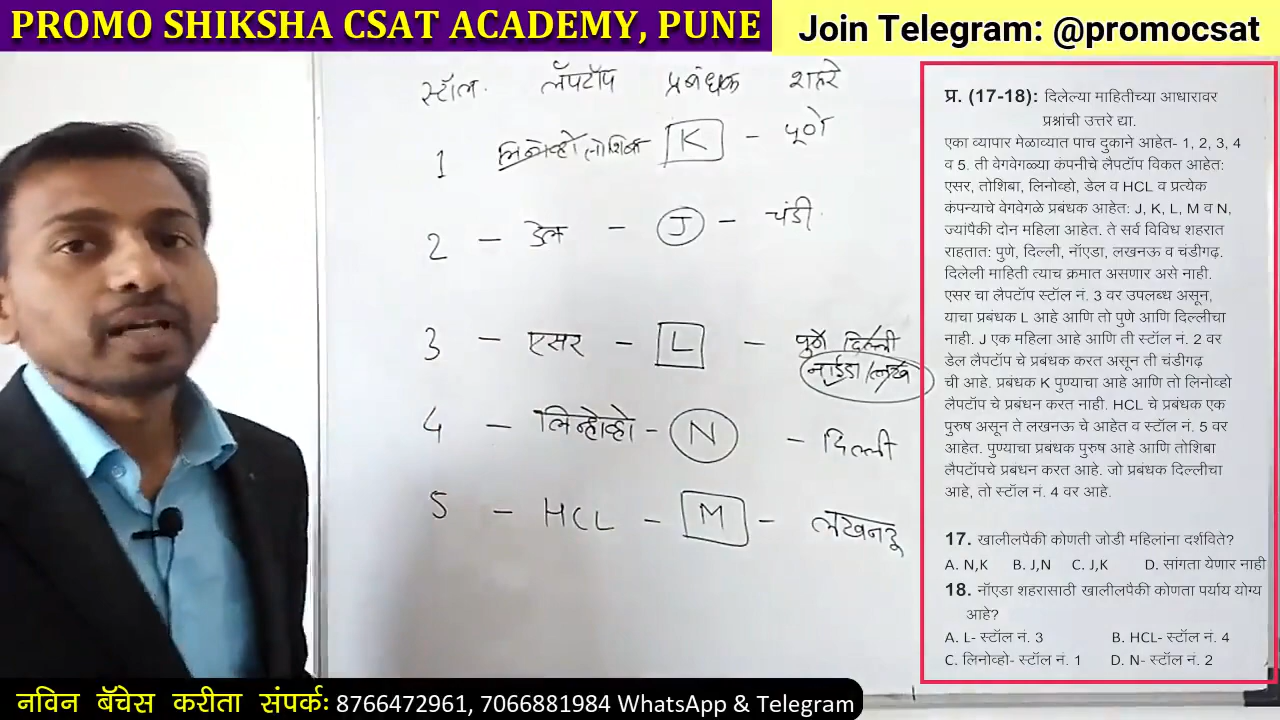 PROMO SHIKSHA CSAT ACADEMY, PUNE
Join Telegram: @promocsat
स्टॉल लॅपटॉप प्रबंधक शहरे
1 तोशिबा K - पूणे
2 - डेल - J - चंडी
3 - एसर - L - पुणे दिल्ली
4 - लिन्होव्हो - N - दिल्ली
5 - HCL - M - लखनऊ
प्र. (17-18): दिलेल्या माहितीच्या आधारावर
प्रश्नांची उत्तरे द्या.
एका व्यापार मेळाव्यात पाच दुकाने आहेत- 1, 2, 3, 4
व 5. ती वेगवेगळ्या कंपनीचे लैपटॉप विकत आहेत:
एसर, तोशिबा, लिनोव्हो, डेल व HCL व प्रत्येक
कंपन्याचे वेगवेगळे प्रबंधक आहेत: J, K, L, M व N,
ज्यांपैकी दोन महिला आहेत. ते सर्व विविध शहरात
राहतात: पुणे, दिल्ली, नॉएडा, लखनऊ व चडीगढ़.
दिलेली माहिती त्याच क्रमात असणार असे नाही.
एसर चा लैपटॉप स्टॉल नं. 3 वर उपलब्ध असून,
याचा प्रबंधक L आहे आणि तो पुणे आणि दिल्लीचा
नाही. J एक महिला आहे आणि ती स्टॉल नं. 2 वर
डेल लैपटॉप चे प्रबंधक करत असून ती चंडीगढ़
ची आहे. प्रबंधक K पुण्याचा आहे आणि तो लिनोव्हो
लैपटॉप चे प्रबंधन करत नाही. HCL चे प्रबंधक एक
पुरुष असून ते लखनऊ चे आहेत व स्टॉल नं. 5 वर
आहेत. पुण्याचा प्रबंधक पुरुष आहे आणि तोशिबा
लैपटॉपचे प्रबधन करत आहे. जो प्रबंधक दिल्लीचा
आहे, तो स्टॉल नं. 4 वर आहे.
17. खालीलपैकी कोणती जोडी महिलांना दर्शविते?
A. N,K B. J,N C. J,K D. सांगता येणार नाही
18. नॉएडा शहरासाठी खालीलपैकी कोणता पर्याय योग्य
आहे?
A. L- स्टॉल नं. 3 B. HCL- स्टॉल नं. 4
C. लिनोव्हो- स्टॉल नं. 1 D. N- स्टॉल नं. 2
नविन बॅचेस करीता संपर्कः 8766472961, 7066881984 WhatsApp & Telegram